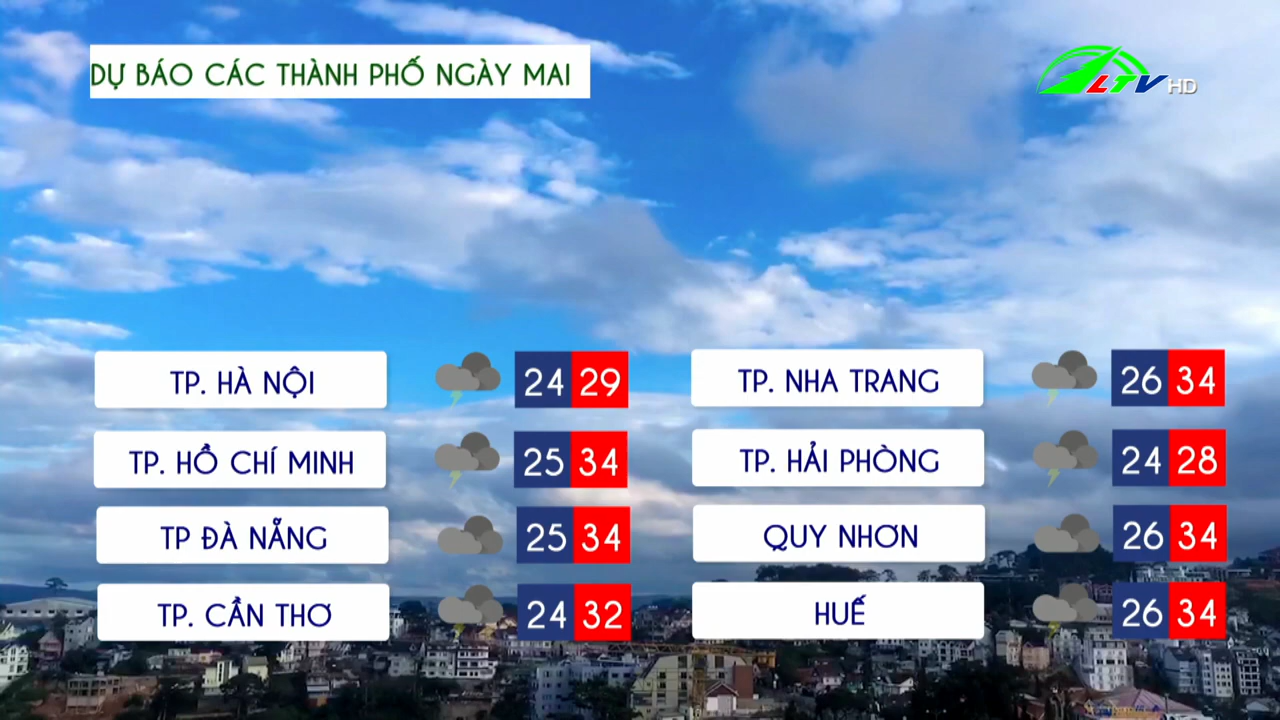 DỰ BÁO CÁC THÀNH PHỐ NGÀY MAI
LTV HD
TP. HÀ NỘI 24 29
TP. HỒ CHÍ MINH 25 34
TP ĐÀ NẴNG 25 34
TP. CẦN THƠ 24 32
TP. NHA TRANG 26 34
TP. HẢI PHÒNG 24 28
QUY NHƠN 26 34
HUẾ 26 34